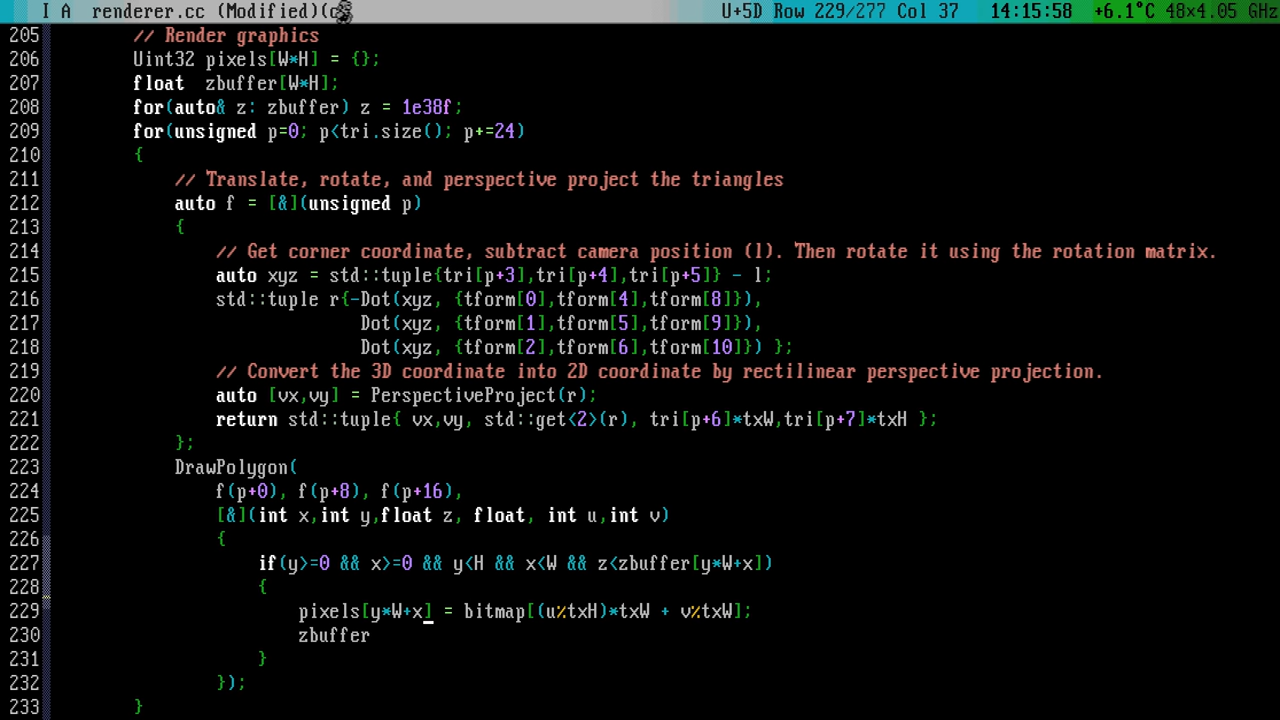 I A renderer.cc (Modified)(c U+5D Row 229/277 Col 37 14:15:58 +6.1°C 48×4.05 GHz
205 // Render graphics
206 Uint32 pixels[W*H] = {};
207 float  zbuffer[W*H];
208 for(auto& z: zbuffer) z = 1e38f;
209 for(unsigned p=0; p<tri.size(); p+=24)
210 {
211 // Translate, rotate, and perspective project the triangles
212 auto f = [&](unsigned p)
213 {
214 // Get corner coordinate, subtract camera position (l). Then rotate it using the rotation matrix.
215 auto xyz = std::tuple{tri[p+3],tri[p+4],tri[p+5]} - l;
216 std::tuple r{-Dot(xyz, {tform[0],tform[4],tform[8]}),
217 Dot(xyz, {tform[1],tform[5],tform[9]}),
218 Dot(xyz, {tform[2],tform[6],tform[10]}) };
219 // Convert the 3D coordinate into 2D coordinate by rectilinear perspective projection.
220 auto [vx,vy] = PerspectiveProject(r);
221 return std::tuple{ vx,vy, std::get<2>(r), tri[p+6]*txW,tri[p+7]*txH };
222 };
223 DrawPolygon(
224 f(p+0), f(p+8), f(p+16),
225 [&](int x,int y,float z, float, int u,int v)
226 {
227 if(y>=0 && x>=0 && y<H && x<W && z<zbuffer[y*W+x])
228 {
229 pixels[y*W+x] = bitmap[(u%txH)*txW + v%txW];
230 zbuffer
231 }
232 });
233 }